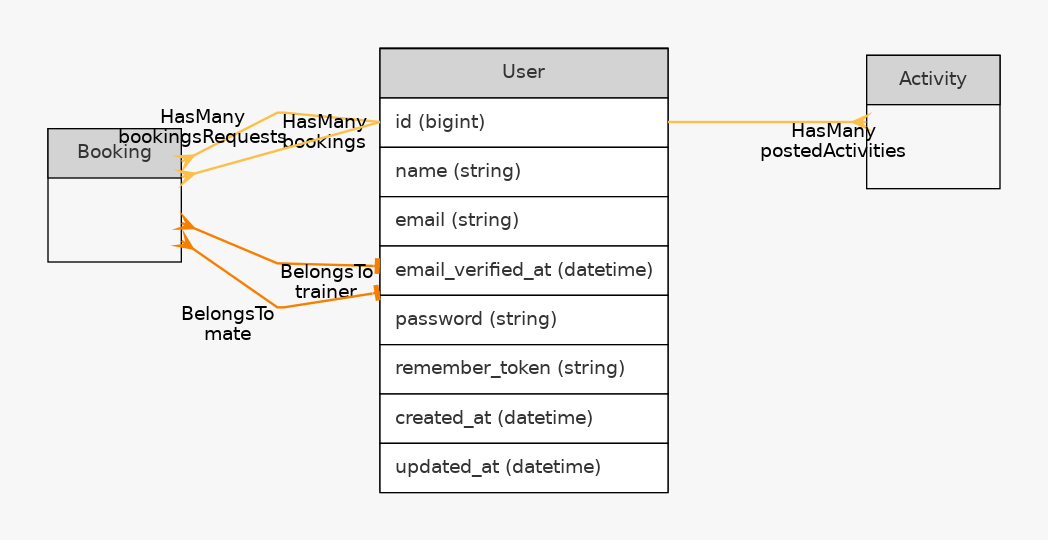 User
id (bigint)
name (string)
email (string)
email_verified_at (datetime)
password (string)
remember_token (string)
created_at (datetime)
updated_at (datetime)
Activity
Booking
HasMany
bookingsRequests
HasMany
bookings
HasMany
postedActivities
BelongsTo
trainer
BelongsTo
mate